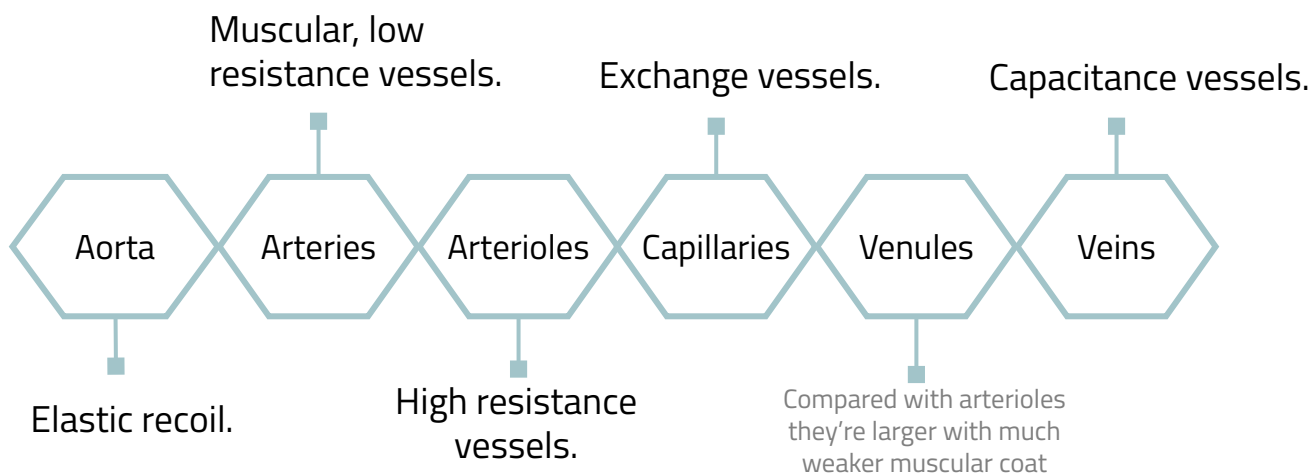 Muscular, low
resistance vessels.
Exchange vessels.
Capacitance vessels.
Aorta
Arteries
Arterioles
Capillaries
Venules
Veins
Elastic recoil.
High resistance
vessels.
Compared with arterioles
they're larger with much
weaker muscular coat